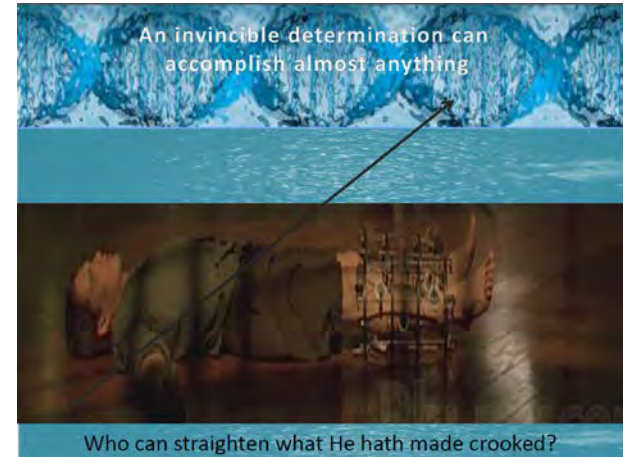 An invincible determination can
accomplish almost anything
Who can straighten what He hath made crooked?